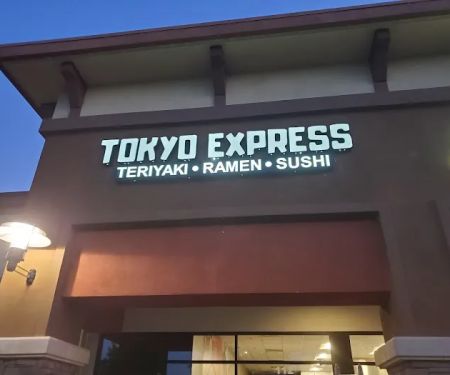 TOKYO EXPRESS
TERIYAKI • RAMEN • SUSHI